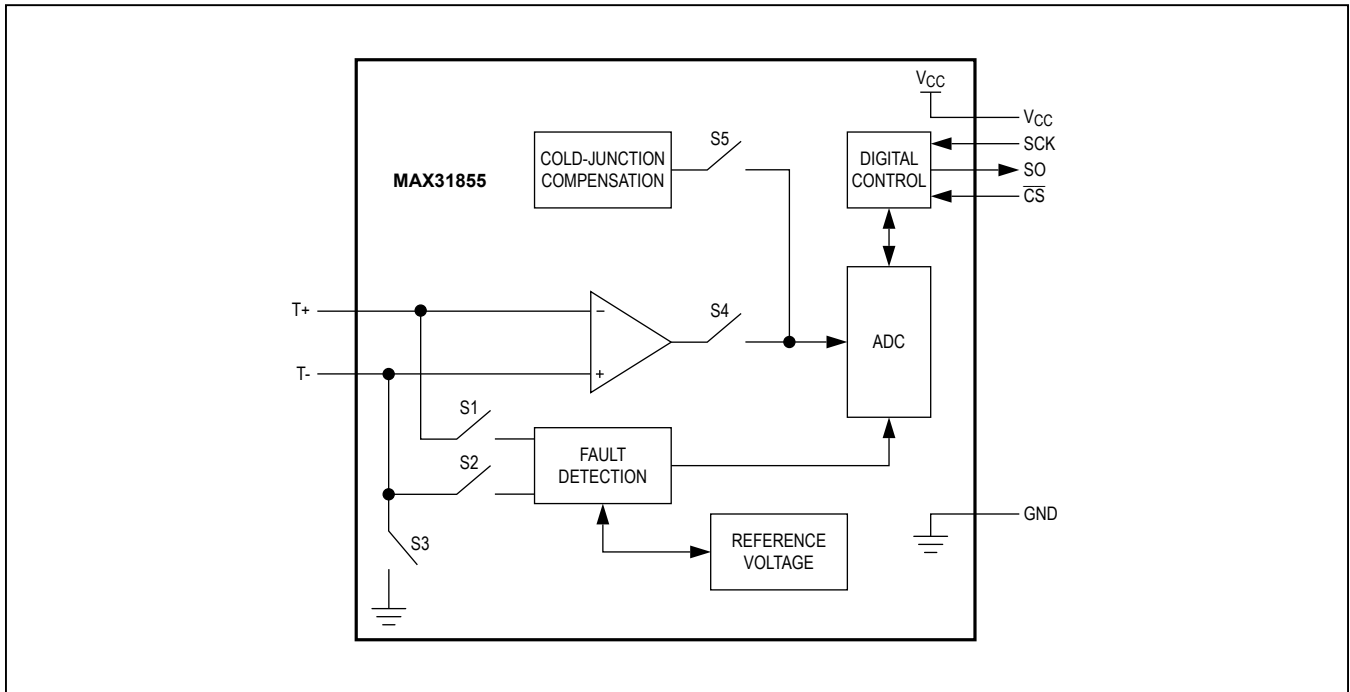 VCC
VCC
SCK
SO
CS
S5
COLD-JUNCTION
COMPENSATION
DIGITAL
CONTROL
MAX31855
T+
−
S4
ADC
T-
+
S1
FAULT
DETECTION
S2
S3
REFERENCE
VOLTAGE
GND